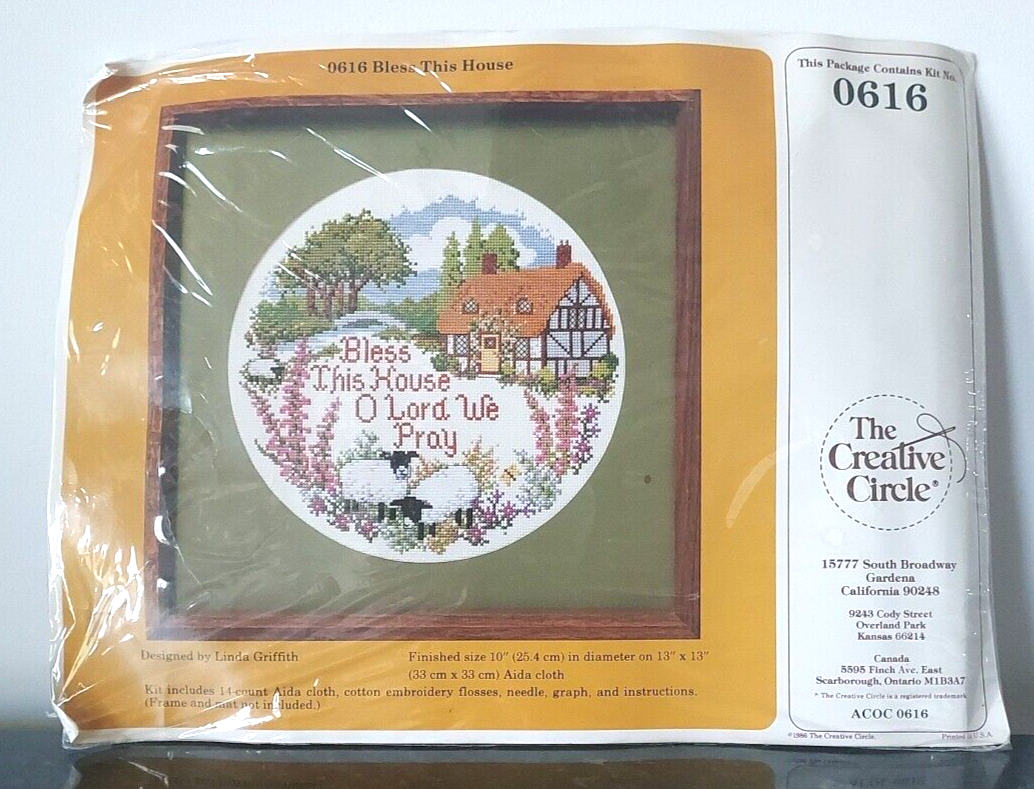 0616 Bless This House
Bless
This House
O Lord We
Pray
Designed by Linda Griffith
Finished size 10" (25.4 cm) in diameter on 13" x 13"
(33 cm x 33 cm) Aida cloth
Kit includes 14-count Aida cloth, cotton embroidery flosses, needle, graph, and instructions.
(Frame and mat not included.)
This Package Contains Kit No.
0616
The
Creative
Circle®
15777 South Broadway
Gardena
California 90248
9243 Cody Street
Overland Park
Kansas 66214
Canada
5595 Finch Ave. East
Scarborough, Ontario M1B3A7
* The Creative Circle is a registered trademark
ACOC 0616
©1986 The Creative Circle.
Printed in U.S.A.